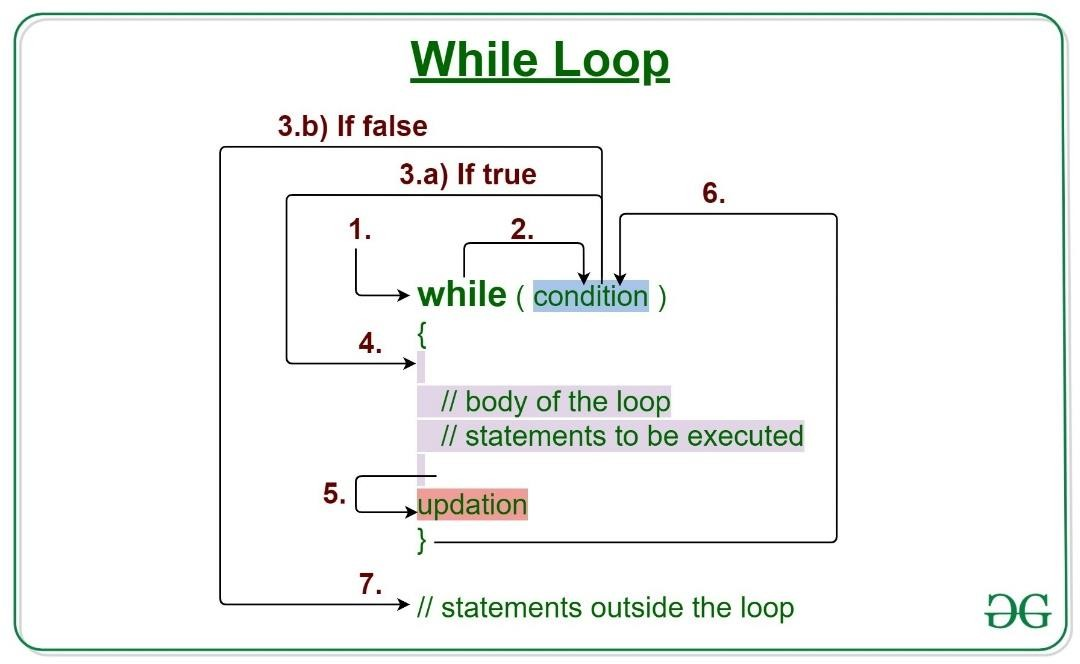 While Loop
3.b) If false
3.a) If true
6.
1.
2.
while ( condition )
{
4.
// body of the loop
// statements to be executed
5.
updation
}
7.
// statements outside the loop
GG